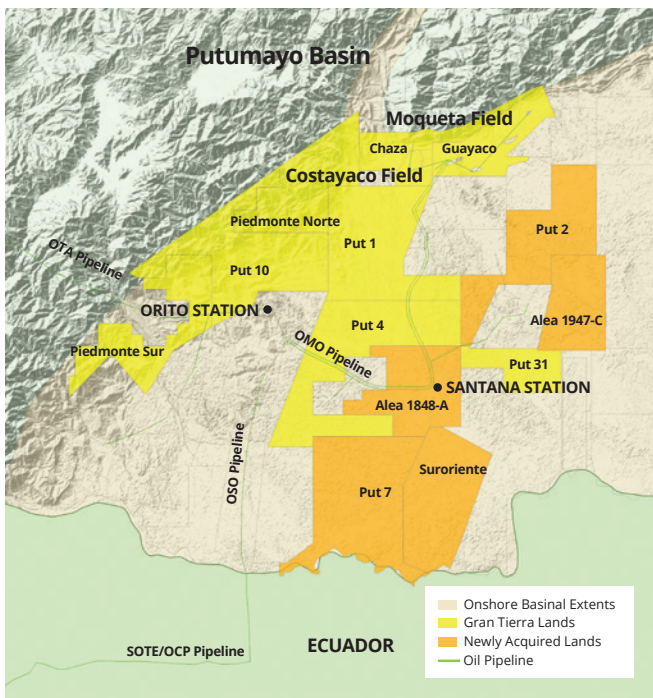 Putumayo Basin
Moqueta Field
Chaza
Guayaco
Costayaco Field
Piedmonte Norte
Put 2
Put 1
OTA Pipeline
Put 10
ORITO STATION
Alea 1947-C
Put 4
Piedmonte Sur
OMO Pipeline
Put 31
SANTANA STATION
Alea 1848-A
OSO Pipeline
Suroriente
Put 7
Onshore Basinal Extents
Gran Tierra Lands
Newly Acquired Lands
Oil Pipeline
SOTE/OCP Pipeline
ECUADOR